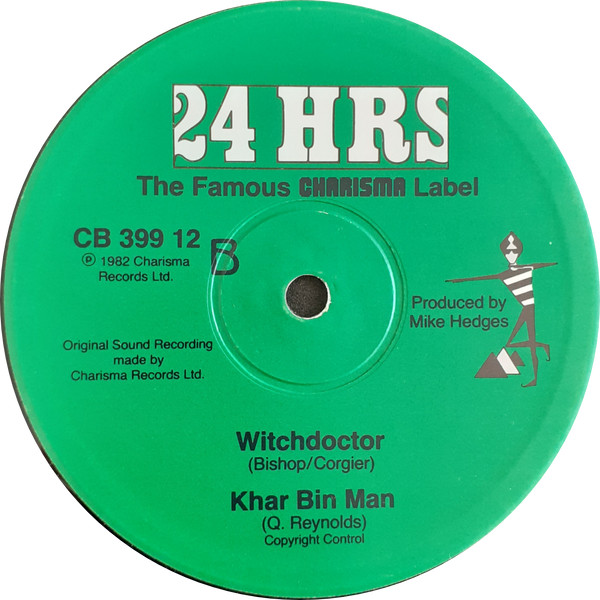 24 HRS
The Famous CHARISMA Label
CB 399 12
B
℗ 1982 Charisma
Records Ltd.
Produced by
Mike Hedges
Original Sound Recording
made by
Charisma Records Ltd.
Witchdoctor
(Bishop/Corgier)
Khar Bin Man
(Q. Reynolds)
Copyright Control